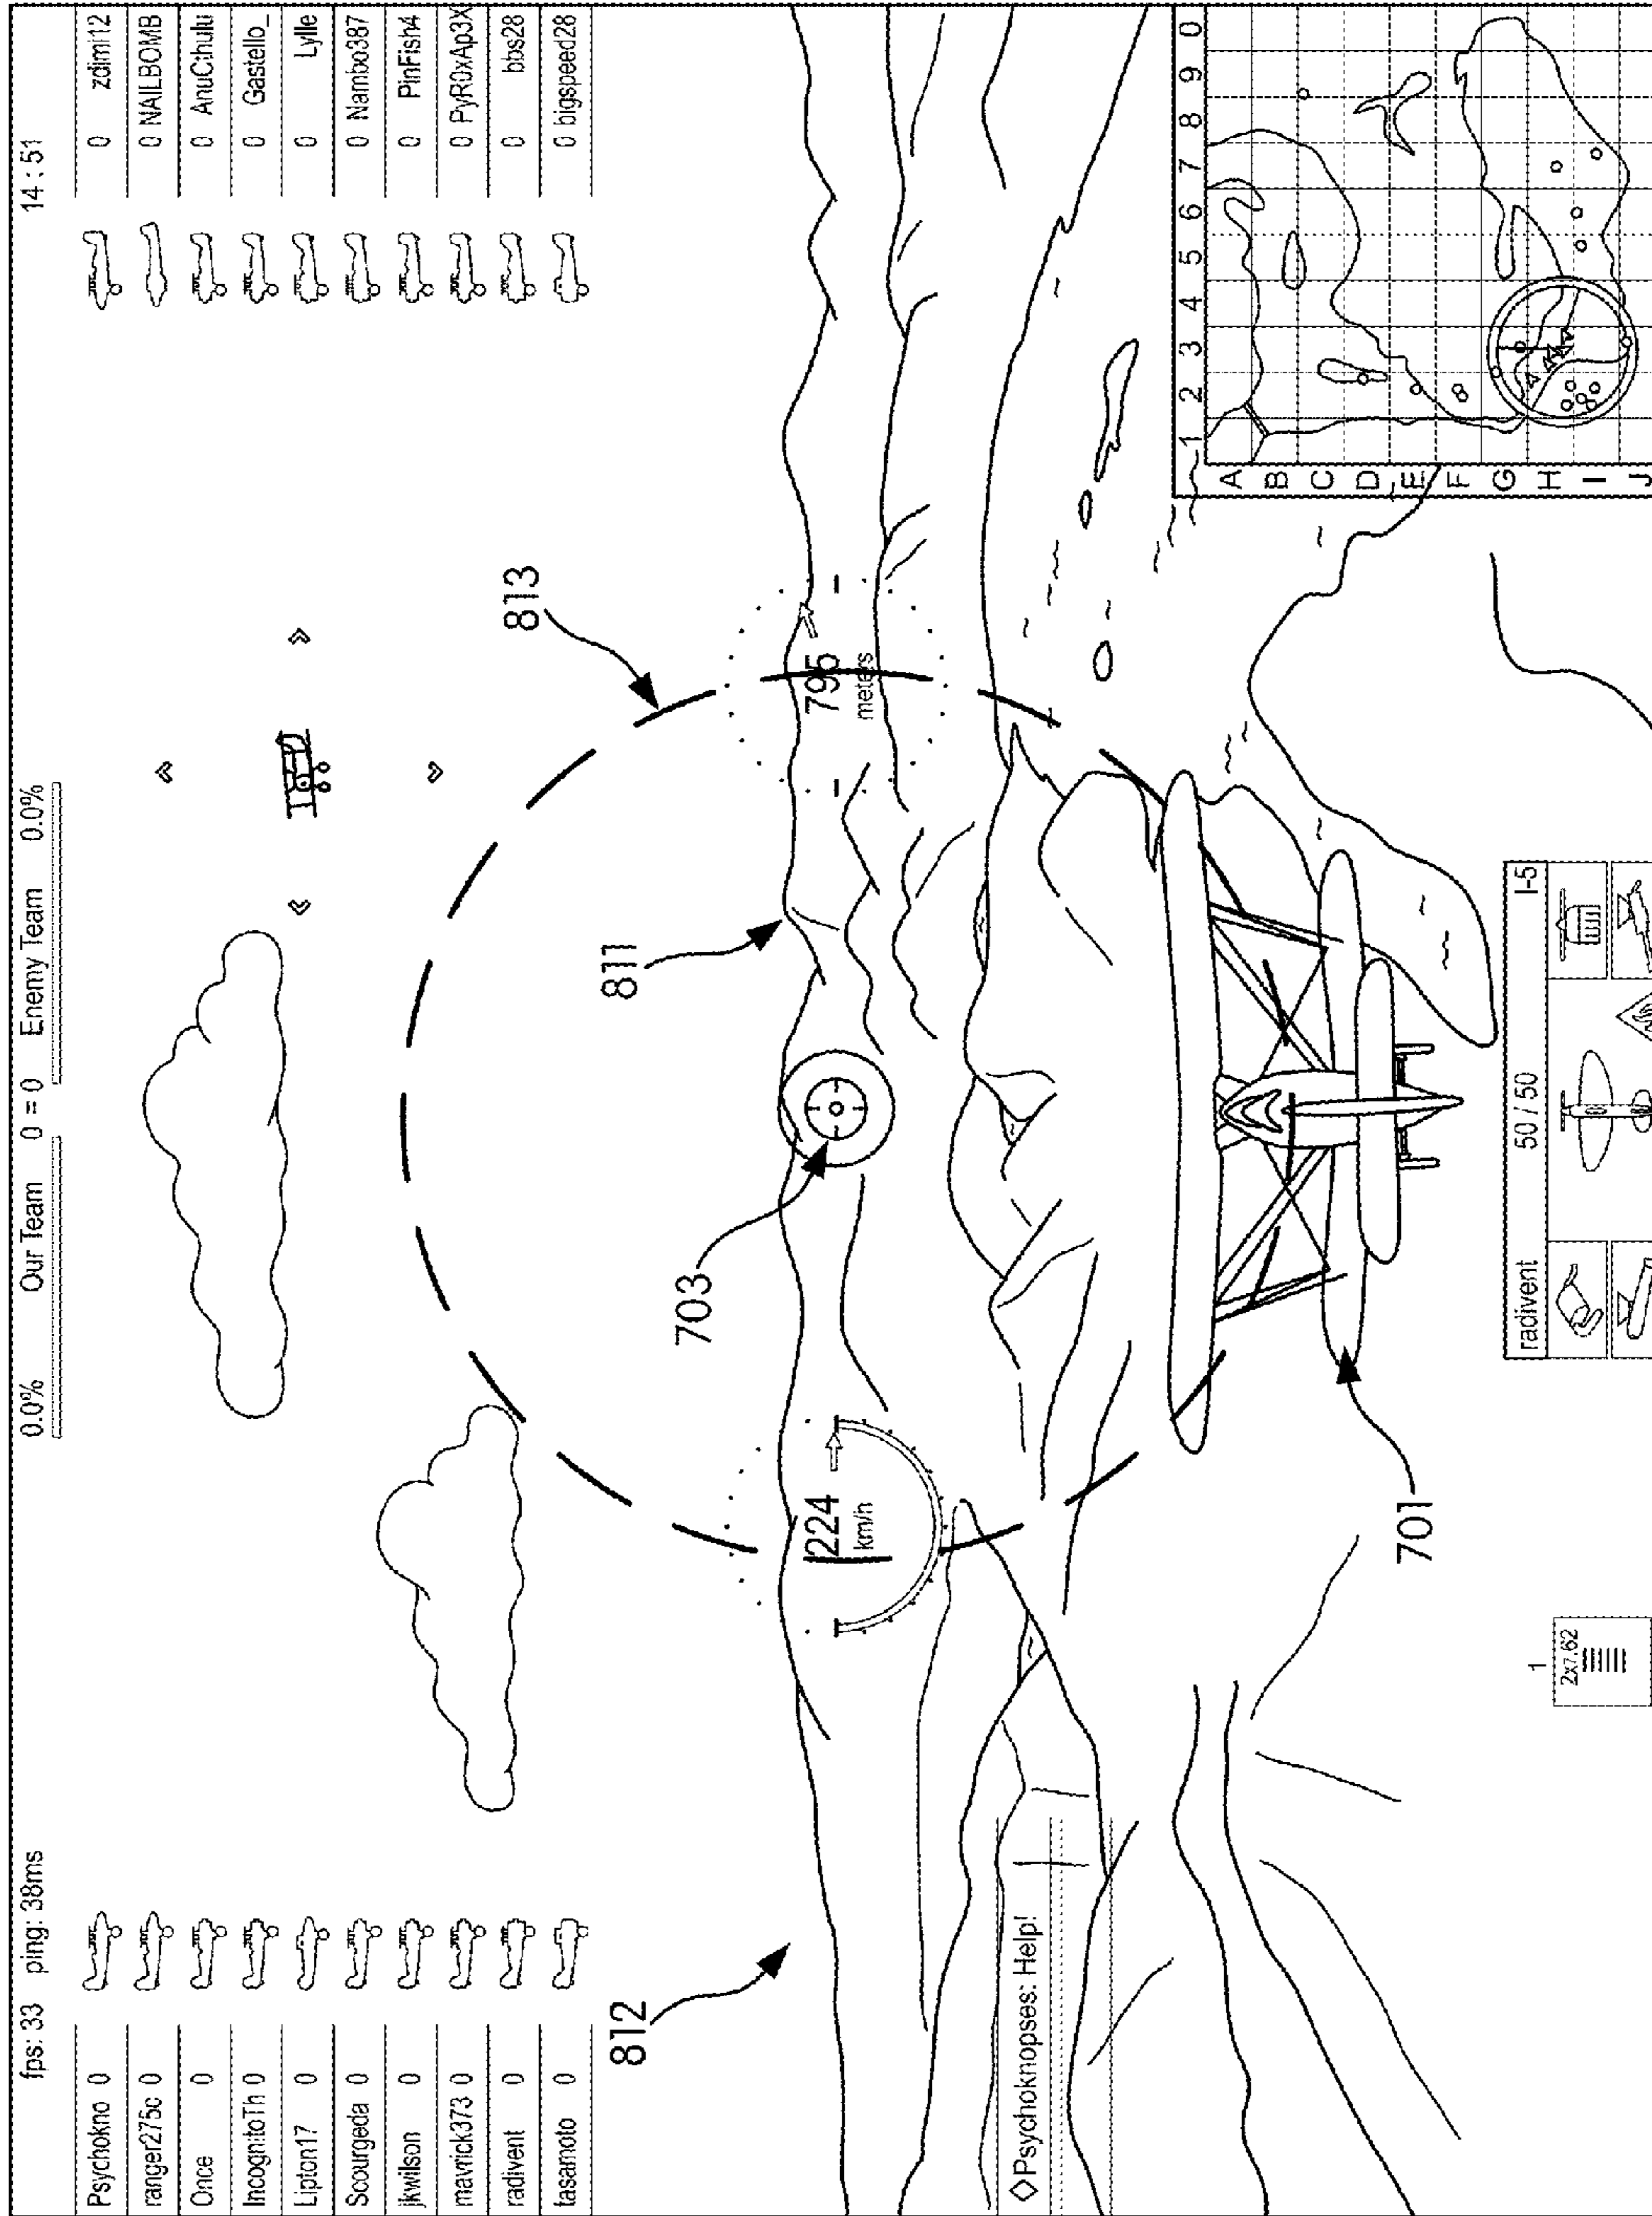 fps: 33 ping: 38ms
0.0% Our Team 0 = 0 Enemy Team 0.0%
14 : 51
Psychokno 0
ranger275c 0
Once 0
IncognitoTh 0
Lipton17 0
Scourgeda 0
jkwilson 0
mavrick373 0
radivent 0
tasamoto 0
0 zdimi12
0 NAILBOMB
0 AnuCihulu
0 Gastello_
0 Lylle
0 Nambo387
0 PinFish4
0 PyR0xAp3X
0 bbs28
0 bigspeed28
812
703
811
813
224
km/h
795
meters
◇Psychoknopses: Help!
701
1
2x7.62
radivent 50 / 50 I-5
1 2 3 4 5 6 7 8 9 0
A
B
C
D
E
F
G
H
I
J